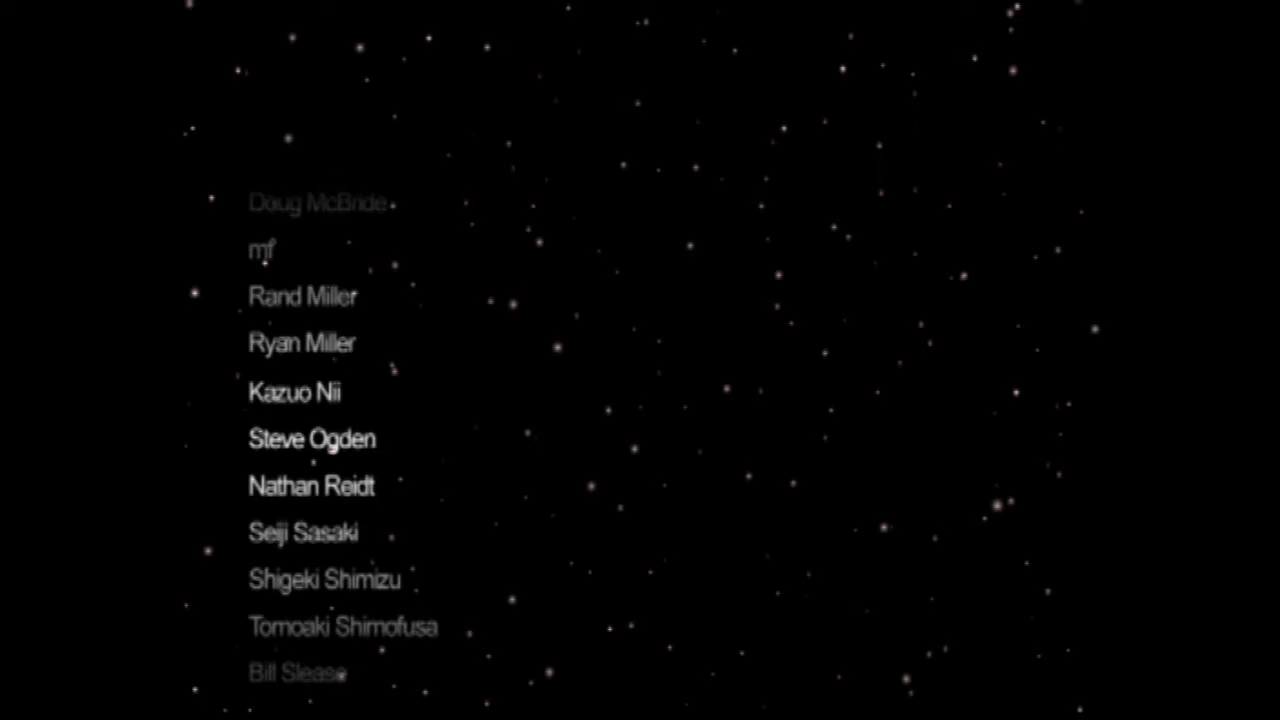 Doug McBride
mf
Rand Miller
Ryan Miller
Kazuo Nii
Steve Ogden
Nathan Reidt
Seiji Sasaki
Shigeki Shimizu
Tomoaki Shimofusa
Bill Slease